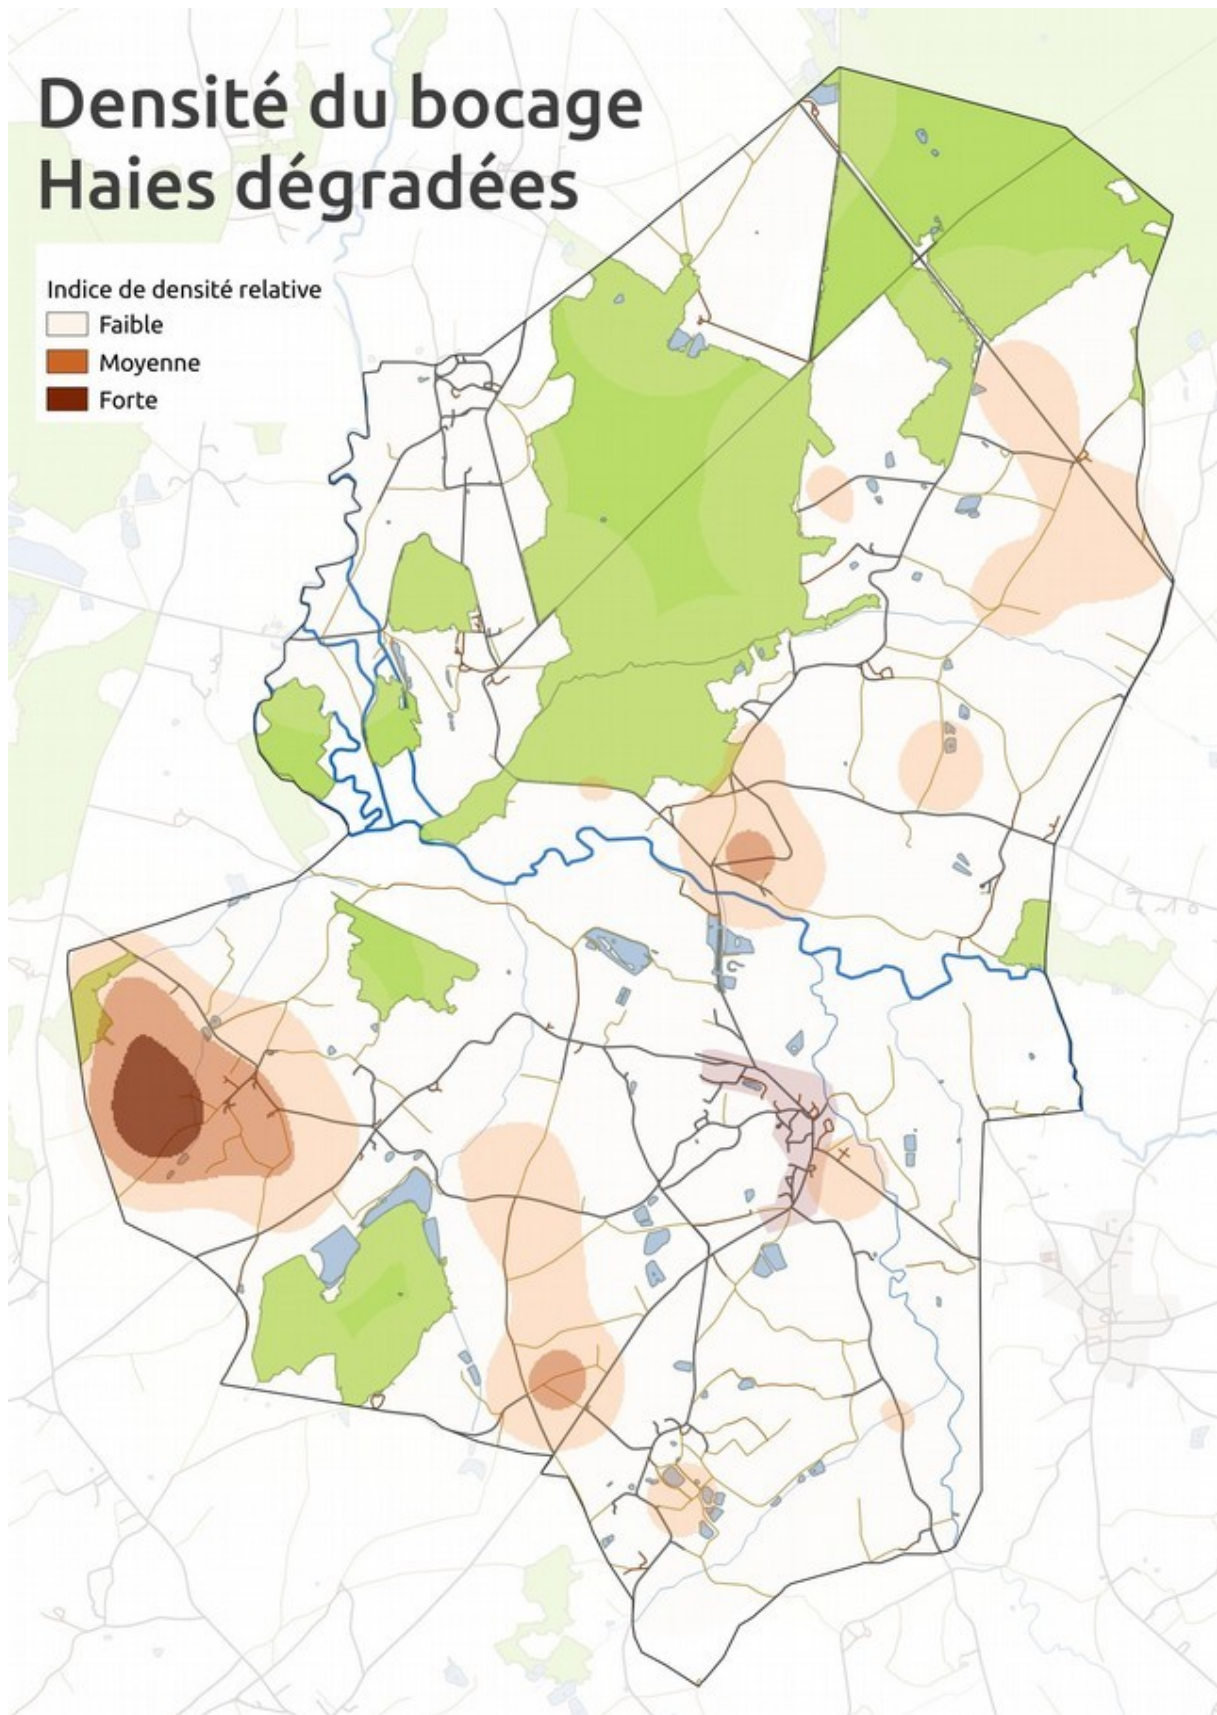 Densité du bocage
Haies dégradées
Indice de densité relative
Faible
Moyenne
Forte